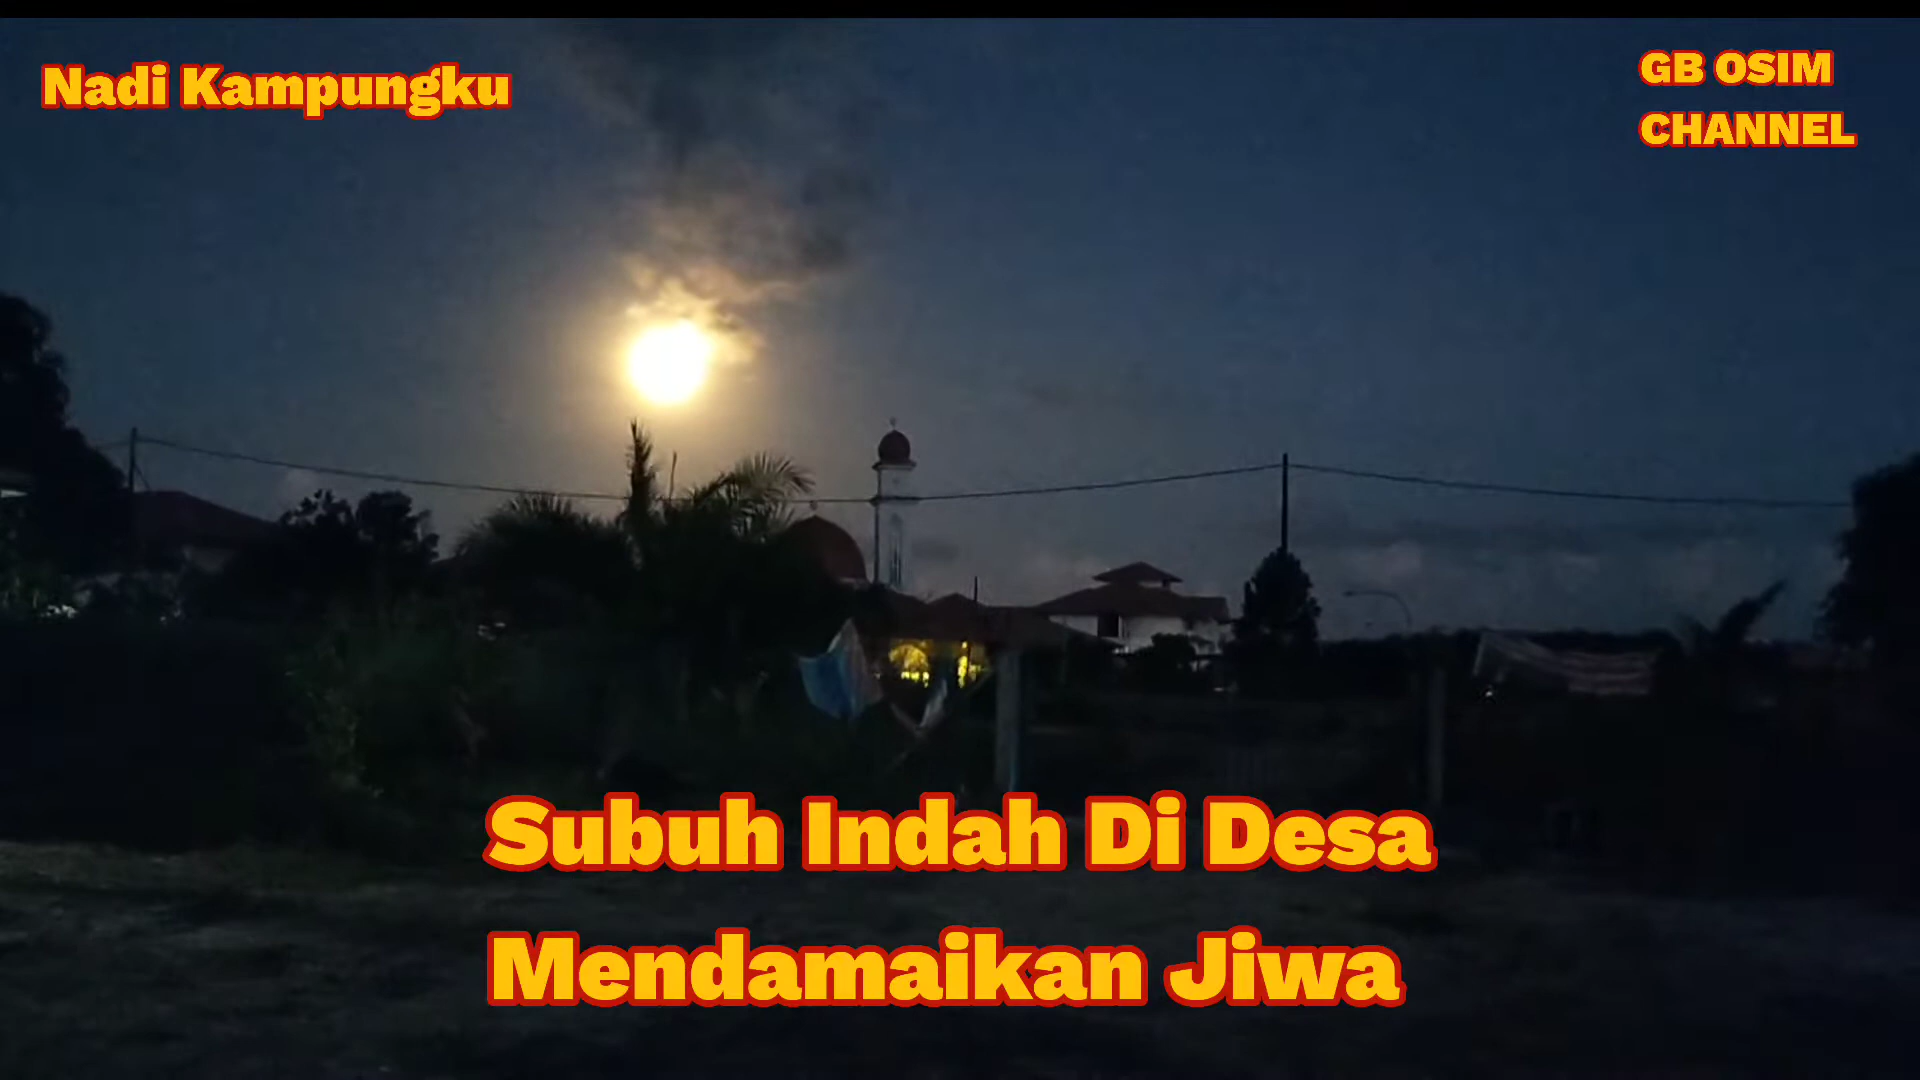 Nadi Kampungku
GB OSIM
CHANNEL
Subuh Indah Di Desa
Mendamaikan Jiwa